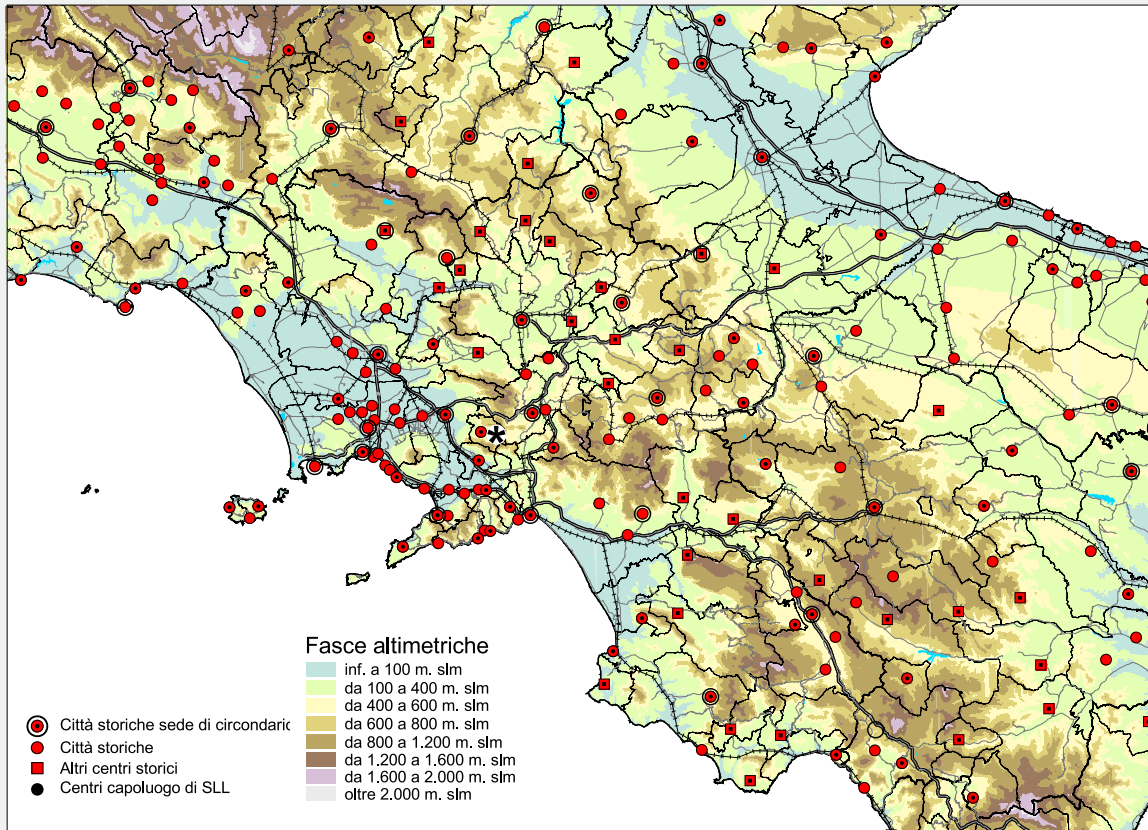 *
Fasce altimetriche
inf. a 100 m. slm
da 100 a 400 m. slm
da 400 a 600 m. slm
da 600 a 800 m. slm
da 800 a 1.200 m. slm
da 1.200 a 1.600 m. slm
da 1.600 a 2.000 m. slm
oltre 2.000 m. slm
Città storiche sede di circondaric
Città storiche
Altri centri storici
Centri capoluogo di SLL